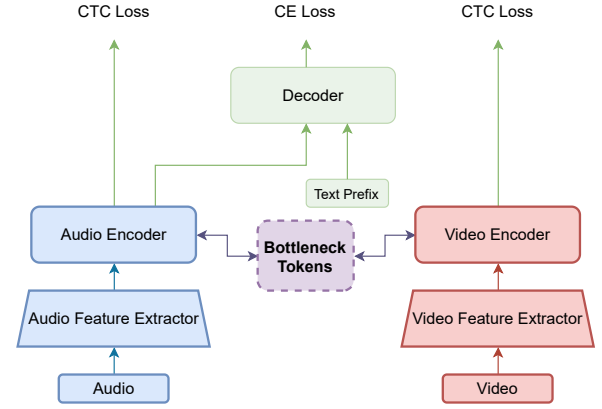 CTC Loss
CE Loss
CTC Loss
Decoder
Text Prefix
Audio Encoder
Bottleneck
Tokens
Video Encoder
Audio Feature Extractor
Video Feature Extractor
Audio
Video